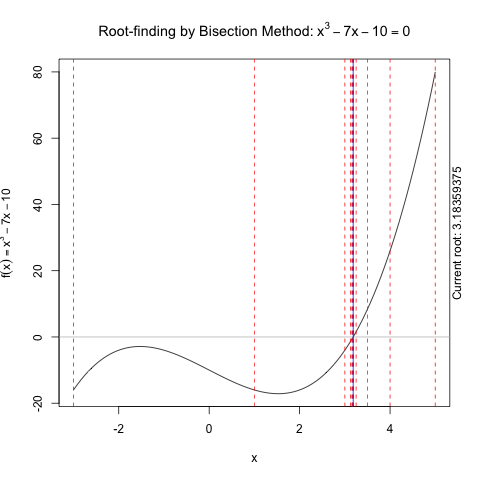 Root-finding by Bisection Method: x³ − 7x − 10 = 0
f(x) = x³ − 7x − 10
80
60
40
20
0
-20
-2
0
2
4
x
Current root: 3.18359375